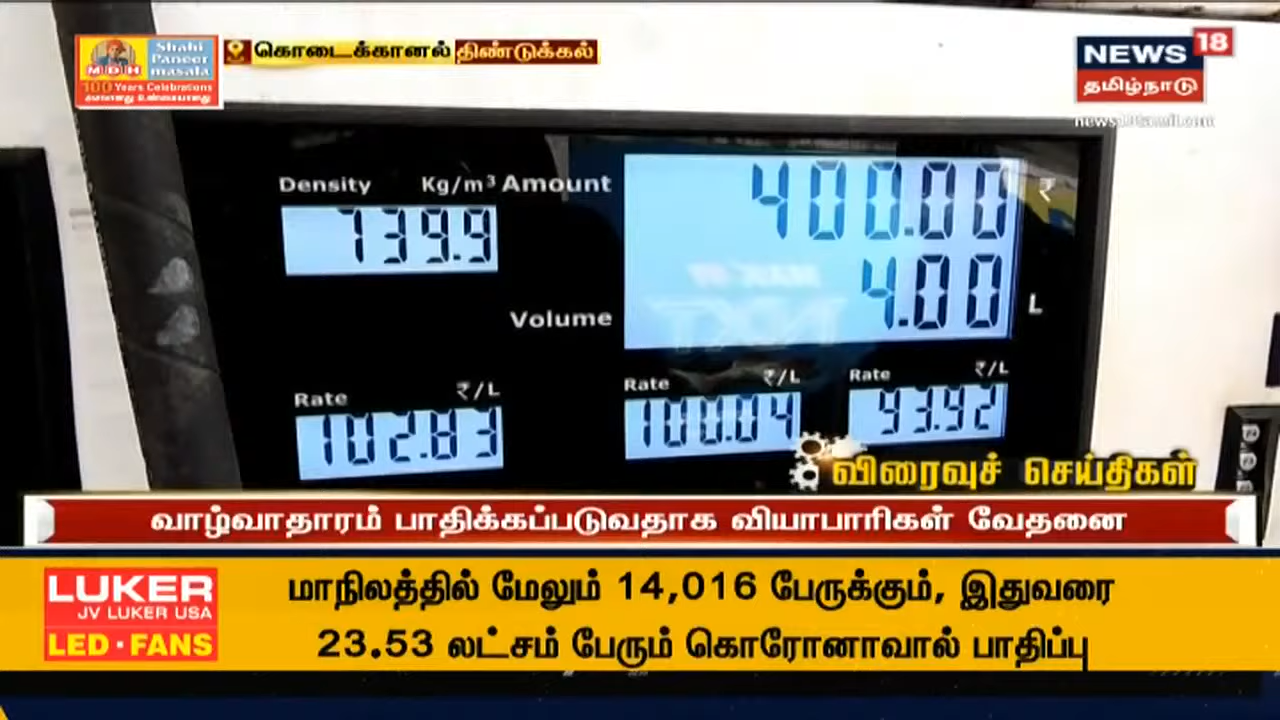 MDH
Shahi
Paneer
masala
100 Years Celebrations
கொடைக்கானல் திண்டுக்கல்
NEWS 18
தமிழ்நாடு
news18tamil.com
Density Kg/m³
739.9
Amount
400.00 ₹
Volume
4.00 L
Rate ₹/L
102.83
Rate ₹/L
100.04
Rate ₹/L
93.92
விரைவுச் செய்திகள்
வாழ்வாதாரம் பாதிக்கப்படுவதாக வியாபாரிகள் வேதனை
LUKER
JV LUKER USA
LED·FANS
மாநிலத்தில் மேலும் 14,016 பேருக்கும், இதுவரை
23.53 லட்சம் பேரும் கொரோனாவால் பாதிப்பு